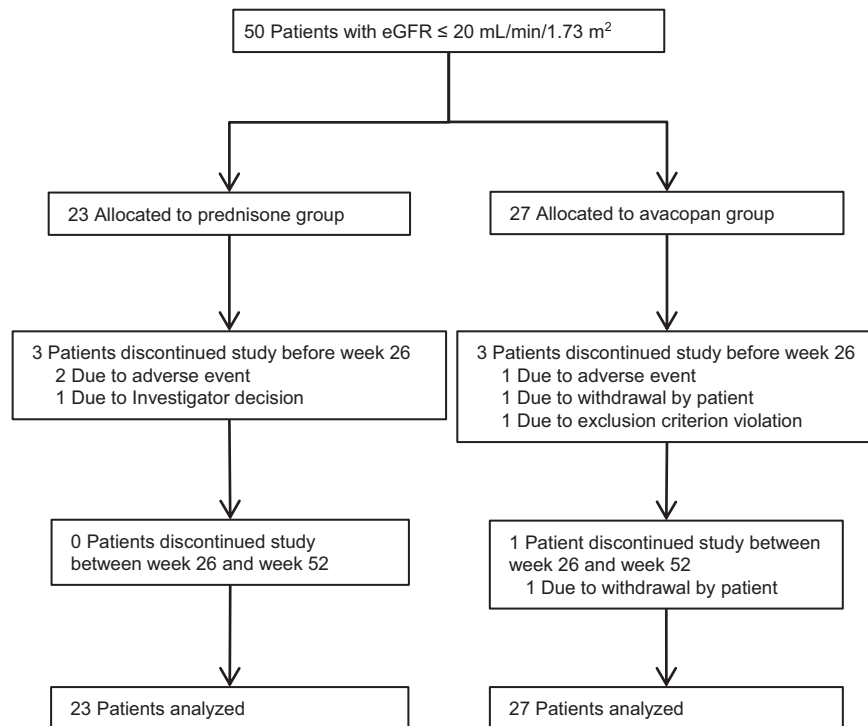 50 Patients with eGFR ≤ 20 mL/min/1.73 m²
23 Allocated to prednisone group
27 Allocated to avacopan group
3 Patients discontinued study before week 26
2 Due to adverse event
1 Due to Investigator decision
3 Patients discontinued study before week 26
1 Due to adverse event
1 Due to withdrawal by patient
1 Due to exclusion criterion violation
0 Patients discontinued study
between week 26 and week 52
1 Patient discontinued study between
week 26 and week 52
1 Due to withdrawal by patient
23 Patients analyzed
27 Patients analyzed